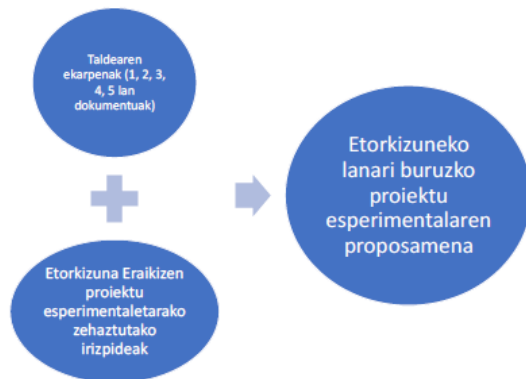 Taldearen
ekarpenak (1, 2, 3,
4, 5 lan
dokumentuak)
Etorkizuna Eraikizen
proiektu
esperimentaletarako
zehaztutako
irizpideak
Etorkizuneko
lanari buruzko
proiektu
esperimentalaren
proposamena